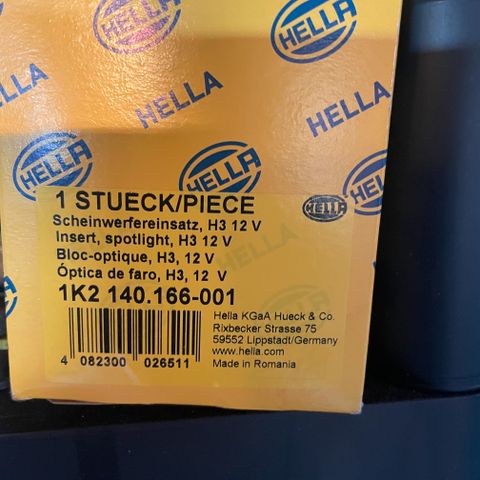 HELLA
HELLA
HELLA
HELLA
HELLA
HELLA
1 STUECK/PIECE
Scheinwerfereinsatz, H3 12 V
Insert, spotlight, H3 12 V
Bloc-optique, H3, 12 V
Óptica de faro, H3, 12 V
1K2 140.166-001
HELLA
Hella KGaA Hueck & Co.
Rixbecker Strasse 75
59552 Lippstadt/Germany
www.hella.com
Made in Romania
4 082300 026511